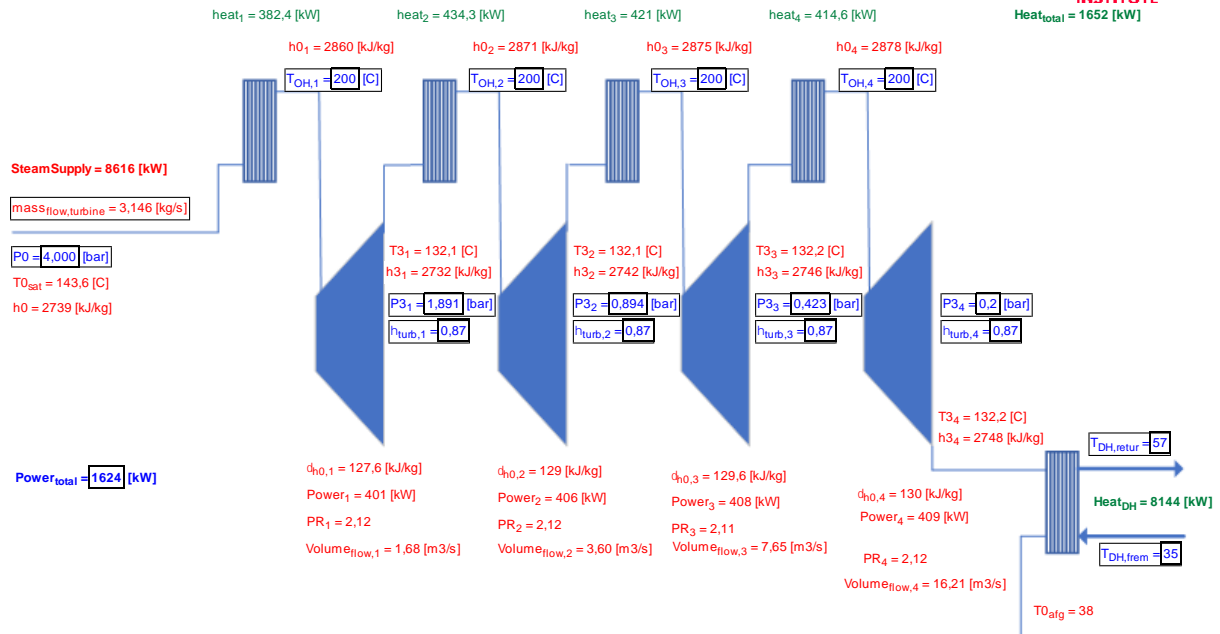 INSTITUTE
heat1 = 382,4 [kW]
heat2 = 434,3 [kW]
heat3 = 421 [kW]
heat4 = 414,6 [kW]
Heattotal = 1652 [kW]
h01 = 2860 [kJ/kg]
h02 = 2871 [kJ/kg]
h03 = 2875 [kJ/kg]
h04 = 2878 [kJ/kg]
TOH,1 = 200 [C]
TOH,2 = 200 [C]
TOH,3 = 200 [C]
TOH,4 = 200 [C]
SteamSupply = 8616 [kW]
massflow,turbine = 3,146 [kg/s]
P0 = 4,000 [bar]
T0sat = 143,6 [C]
h0 = 2739 [kJ/kg]
T31 = 132,1 [C]
h31 = 2732 [kJ/kg]
P31 = 1,891 [bar]
hturb,1 = 0,87
T32 = 132,1 [C]
h32 = 2742 [kJ/kg]
P32 = 0,894 [bar]
hturb,2 = 0,87
T33 = 132,2 [C]
h33 = 2746 [kJ/kg]
P33 = 0,423 [bar]
hturb,3 = 0,87
P34 = 0,2 [bar]
hturb,4 = 0,87
T34 = 132,2 [C]
h34 = 2748 [kJ/kg]
Powertotal = 1624 [kW]
dh0,1 = 127,6 [kJ/kg]
Power1 = 401 [kW]
PR1 = 2,12
Volumeflow,1 = 1,68 [m3/s]
dh0,2 = 129 [kJ/kg]
Power2 = 406 [kW]
PR2 = 2,12
Volumeflow,2 = 3,60 [m3/s]
dh0,3 = 129,6 [kJ/kg]
Power3 = 408 [kW]
PR3 = 2,11
Volumeflow,3 = 7,65 [m3/s]
dh0,4 = 130 [kJ/kg]
Power4 = 409 [kW]
PR4 = 2,12
Volumeflow,4 = 16,21 [m3/s]
TDH,retur = 57
HeatDH = 8144 [kW]
TDH,frem = 35
T0afg = 38